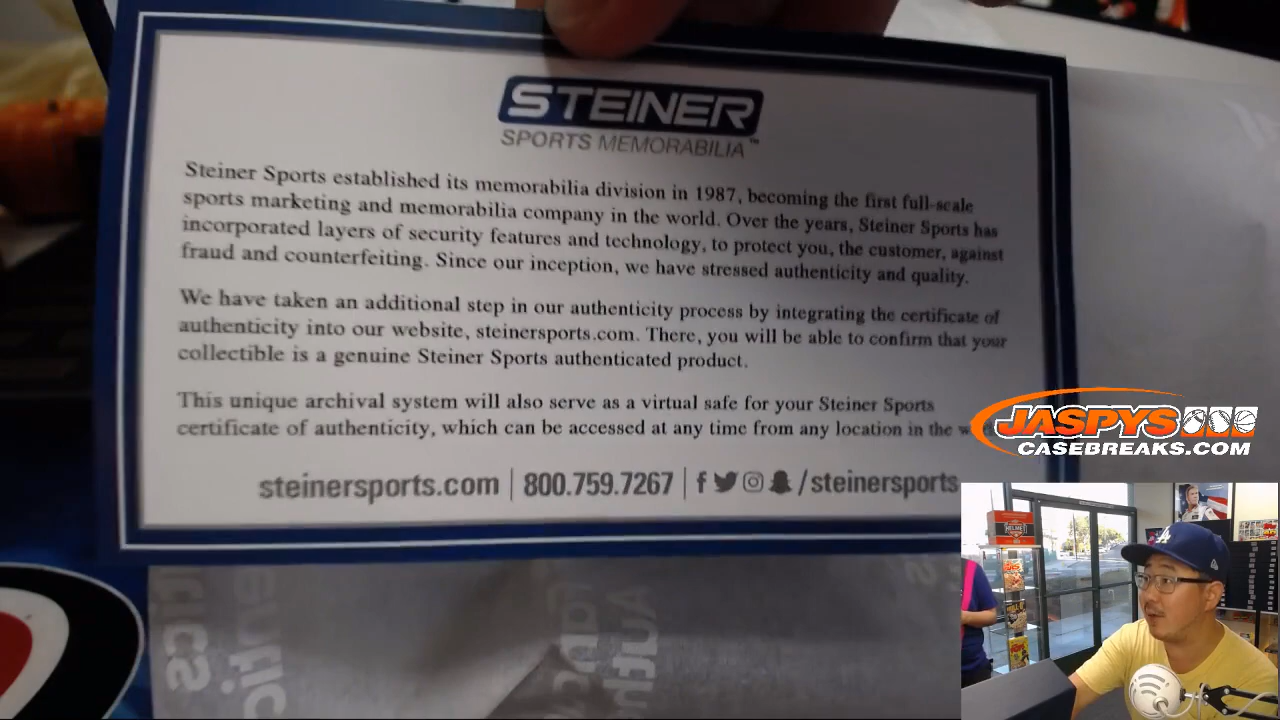 STEINER
SPORTS MEMORABILIA™
Steiner Sports established its memorabilia division in 1987, becoming the first full-scale
sports marketing and memorabilia company in the world. Over the years, Steiner Sports has
incorporated layers of security features and technology, to protect you, the customer, against
fraud and counterfeiting. Since our inception, we have stressed authenticity and quality.
We have taken an additional step in our authenticity process by integrating the certificate of
authenticity into our website, steinersports.com. There, you will be able to confirm that your
collectible is a genuine Steiner Sports authenticated product.
This unique archival system will also serve as a virtual safe for your Steiner Sports
certificate of authenticity, which can be accessed at any time from any location in the
steinersports.com | 800.759.7267 | /steinersports
JASPYS
CASEBREAKS.COM
HELMET
LA